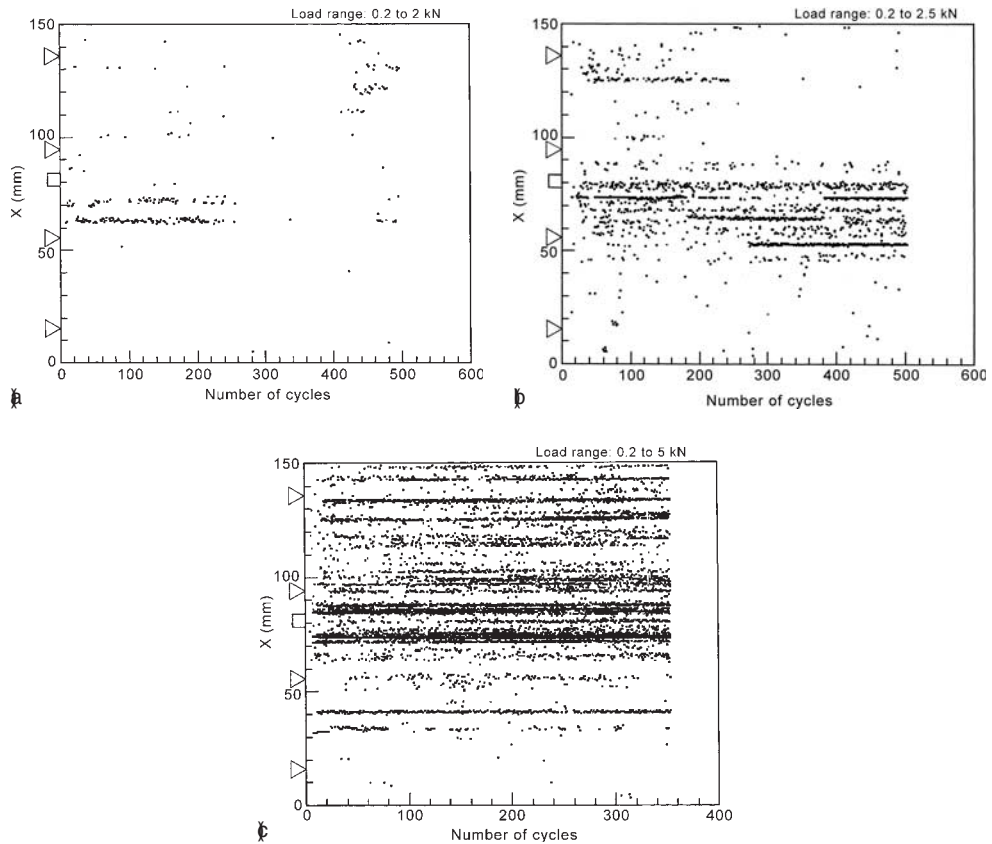 Load range: 0.2 to 2 kN
150
100
50
0
X (mm)
0 100 200 300 400 500 600
Number of cycles
a
Load range: 0.2 to 2.5 kN
150
100
50
0
X (mm)
0 100 200 300 400 500 600
Number of cycles
b
Load range: 0.2 to 5 kN
150
100
50
0
X (mm)
0 100 200 300 400
Number of cycles
c